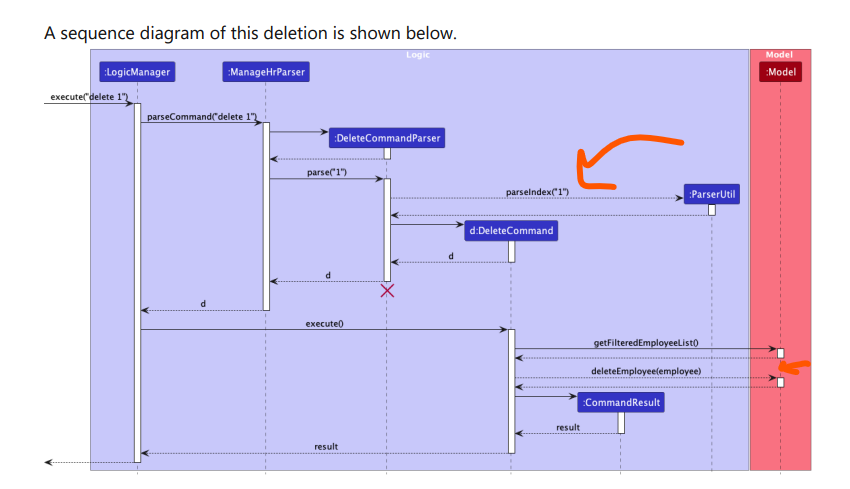 A sequence diagram of this deletion is shown below.
Logic
Model
:LogicManager
:ManageHrParser
:Model
execute("delete 1")
parseCommand("delete 1")
:DeleteCommandParser
parse("1")
parseIndex("1")
:ParserUtil
d:DeleteCommand
d
d
d
execute()
getFilteredEmployeeList()
deleteEmployee(employee)
:CommandResult
result
result